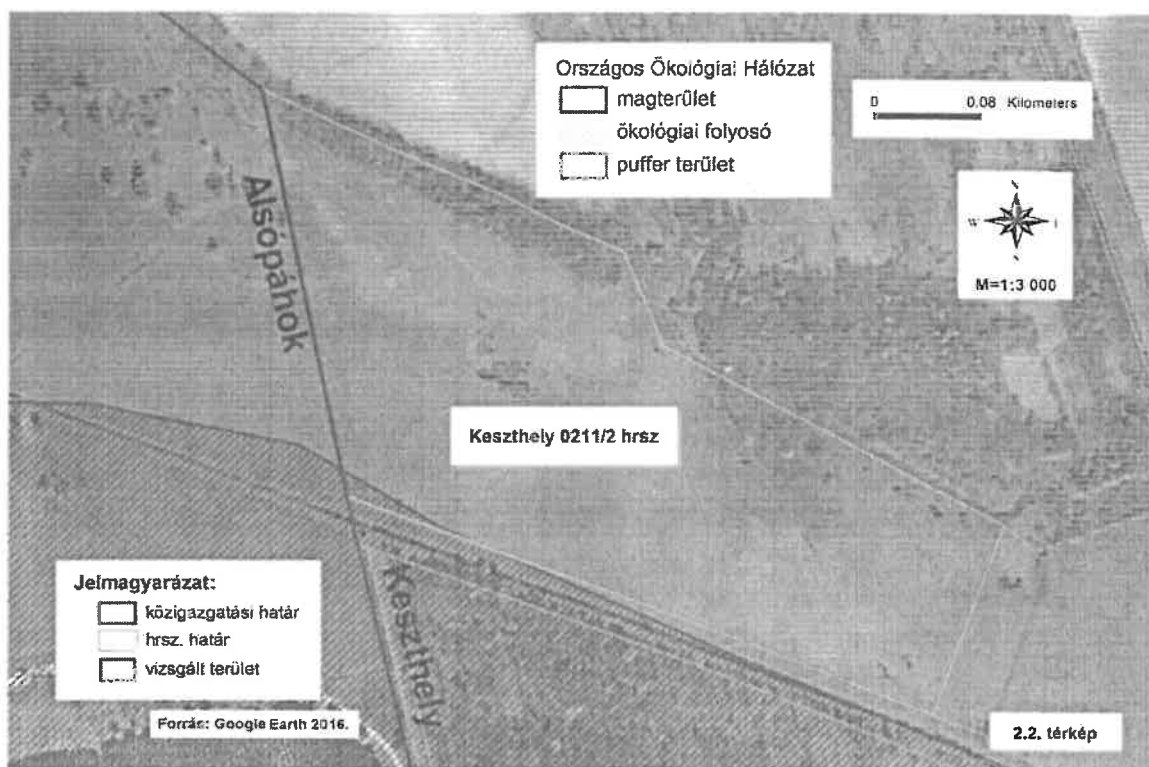 Országos Ökológiai Hálózat
magterület
ökológiai folyosó
puffer terület
0 0.08 Kilometers
M=1:3 000
Alsópáhok
Keszthely 0211/2 hrsz
Keszthely
Jelmagyarázat:
közigazgatási határ
hrsz. határ
vizsgált terület
Forrás: Google Earth 2016.
2.2. térkép